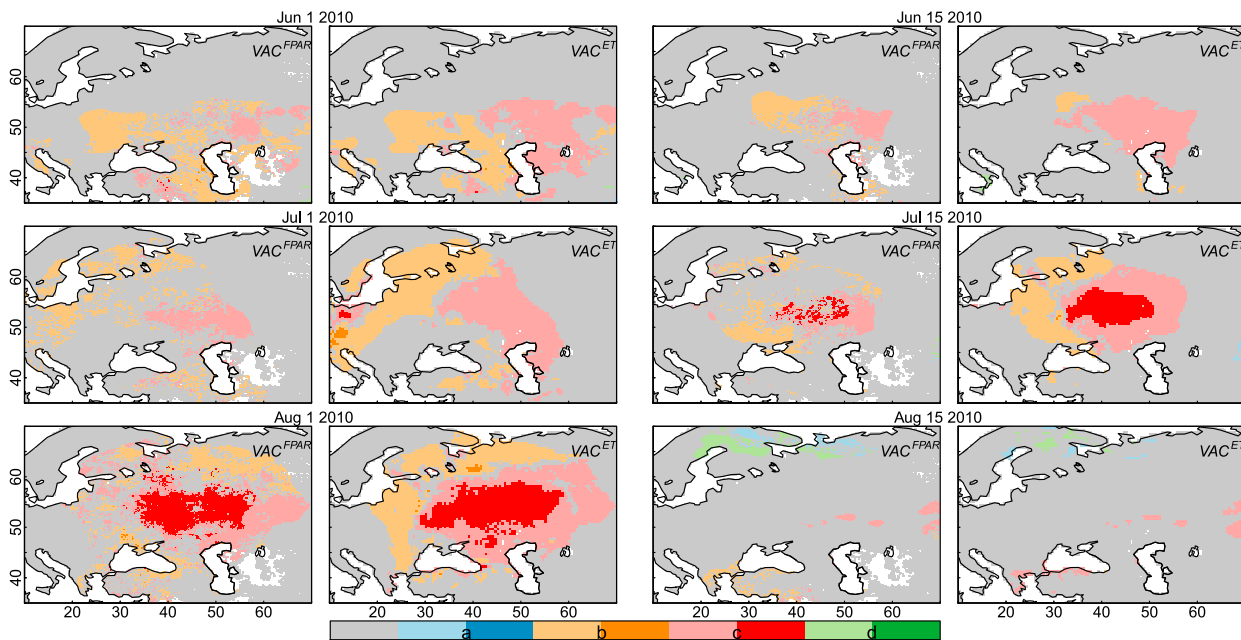 Jun 1 2010
Jun 15 2010
VAC^FPAR
VAC^ET
VAC^FPAR
VAC^ET
60
50
40
Jul 1 2010
Jul 15 2010
VAC^FPAR
VAC^ET
VAC^FPAR
VAC^ET
60
50
40
Aug 1 2010
Aug 15 2010
VAC^FPAR
VAC^ET
VAC^FPAR
VAC^ET
60
50
40
20 30 40 50 60 20 30 40 50 60 20 30 40 50 60 20 30 40 50 60
a b c d